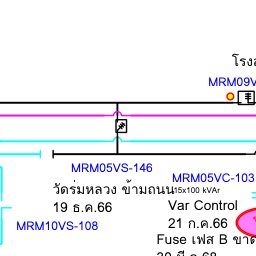 โรงส
MRM09V
MRM05VS-146
MRM05VC-103
วัดร่มหลวง ข้ามถนน
15x100 kVAr
19 ธ.ค.66
Var Control
MRM10VS-108
21 ก.ค.66
Fuse เฟส B ขาด